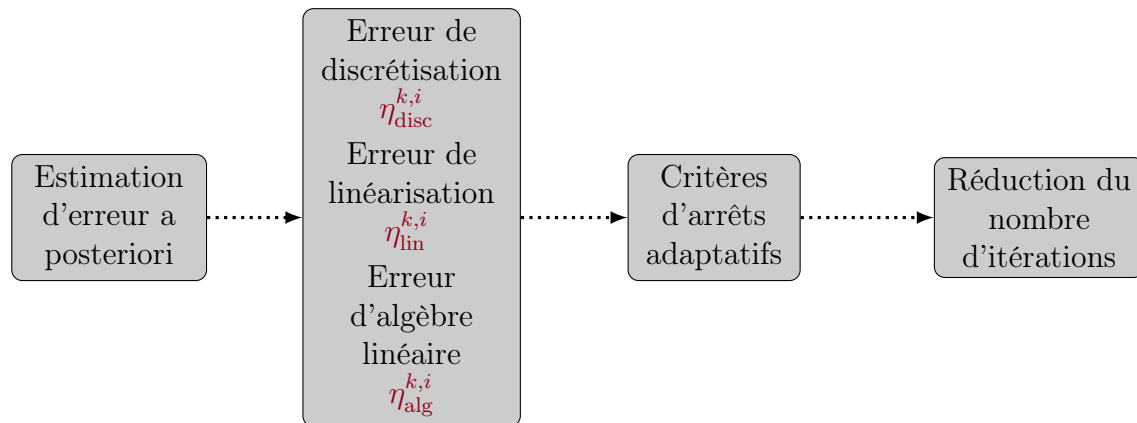 Estimation
d'erreur a
posteriori
Erreur de
discrétisation
η_disc^{k,i}
Erreur de
linéarisation
η_lin^{k,i}
Erreur
d'algèbre
linéaire
η_alg^{k,i}
Critères
d'arrêts
adaptatifs
Réduction du
nombre
d'itérations